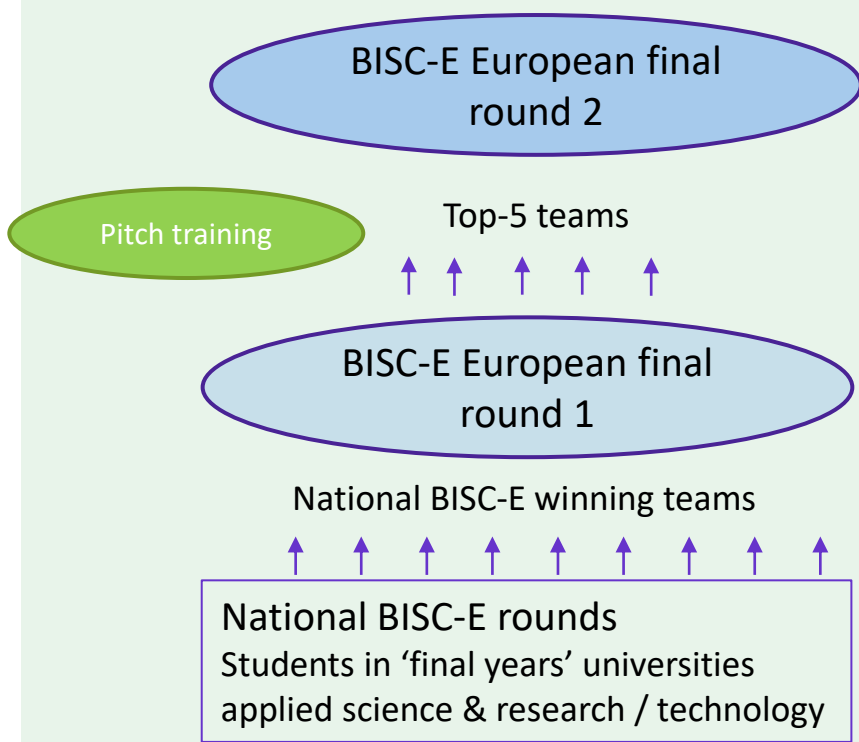 BISC-E European final
round 2
Top-5 teams
Pitch training
BISC-E European final
round 1
National BISC-E winning teams
National BISC-E rounds
Students in ‘final years’ universities
applied science & research / technology